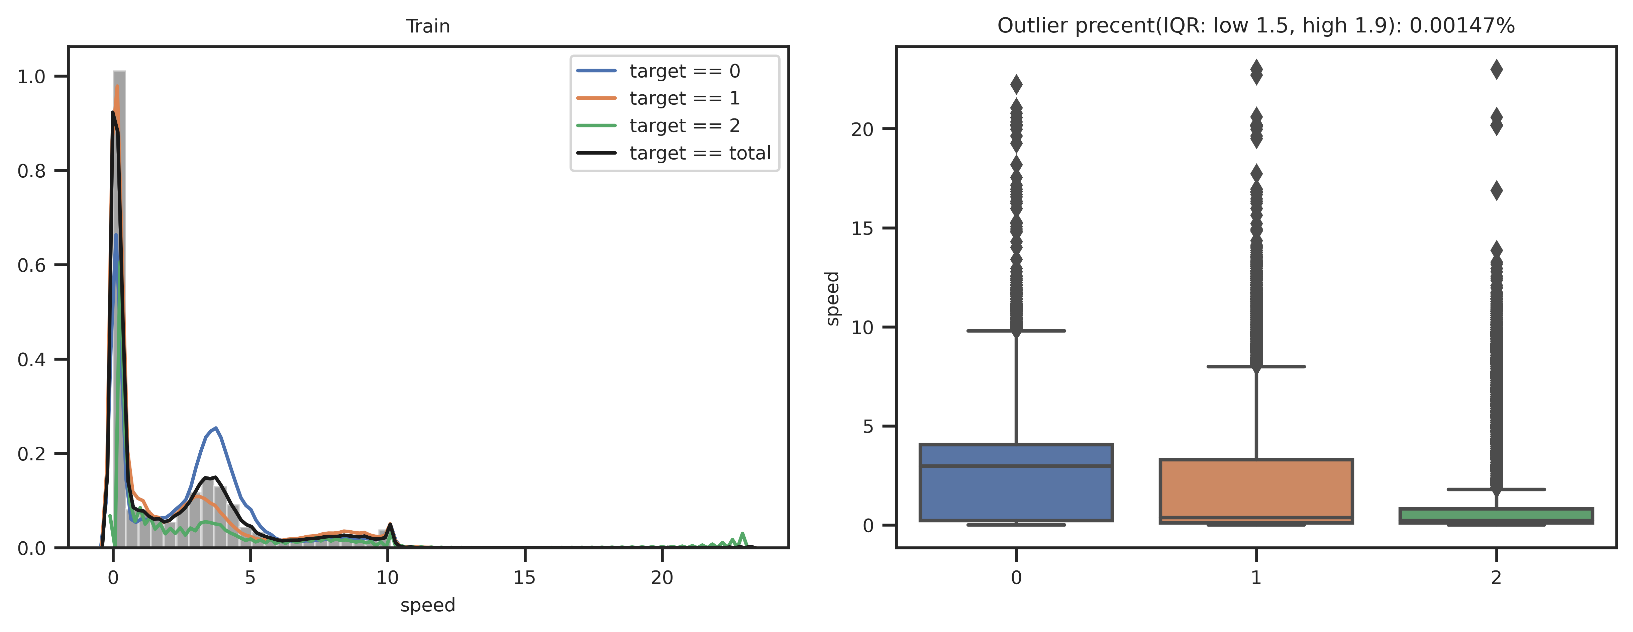 Train
1.0
0.8
0.6
0.4
0.2
0.0
0
5
10
15
20
speed
target == 0
target == 1
target == 2
target == total
Outlier precent(IQR: low 1.5, high 1.9): 0.00147%
speed
20
15
10
5
0
0
1
2